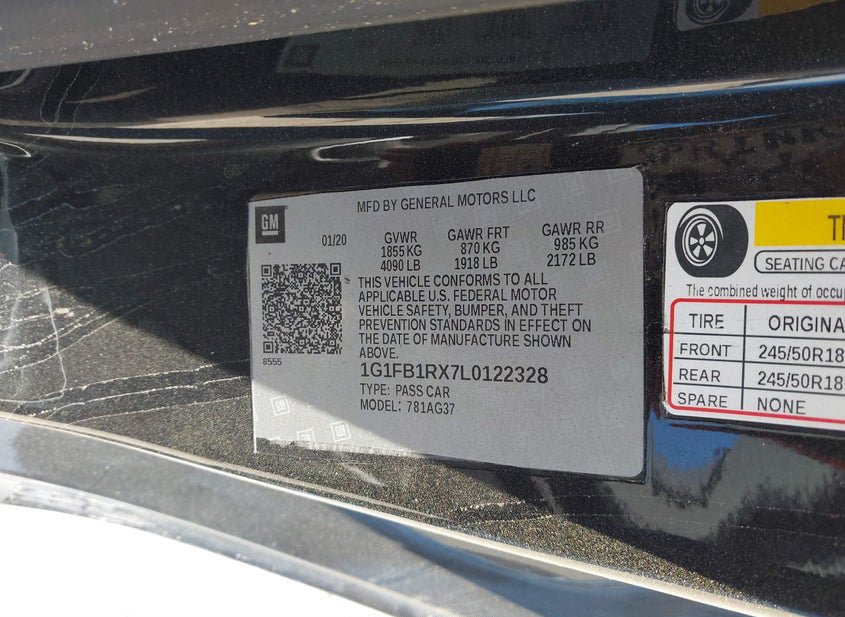 MFD BY GENERAL MOTORS LLC
GM
01/20
GVWR GAWR FRT GAWR RR
1855 KG 870 KG 985 KG
4090 LB 1918 LB 2172 LB
THIS VEHICLE CONFORMS TO ALL
APPLICABLE U.S. FEDERAL MOTOR
VEHICLE SAFETY, BUMPER, AND THEFT
PREVENTION STANDARDS IN EFFECT ON
THE DATE OF MANUFACTURE SHOWN
ABOVE.
8555
1G1FB1RX7L0122328
TYPE: PASS CAR
MODEL: 781AG37
SEATING CA
The combined weight of occu
TIRE ORIGINA
FRONT 245/50R18
REAR 245/50R18
SPARE NONE